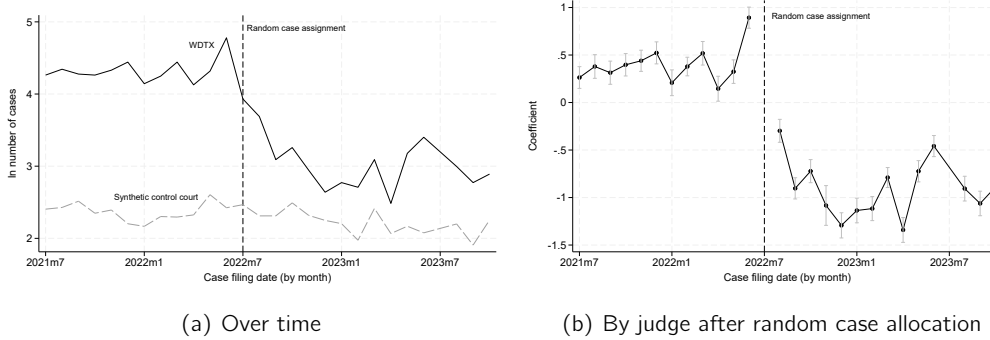 5
4
3
2
ln number of cases
WDTX
Random case assignment
Synthetic control court
2021m7
2022m1
2022m7
2023m1
2023m7
Case filing date (by month)
(a) Over time
1
.5
0
-.5
-1
-1.5
Coefficient
Random case assignment
2021m7
2022m1
2022m7
2023m1
2023m7
Case filing date (by month)
(b) By judge after random case allocation